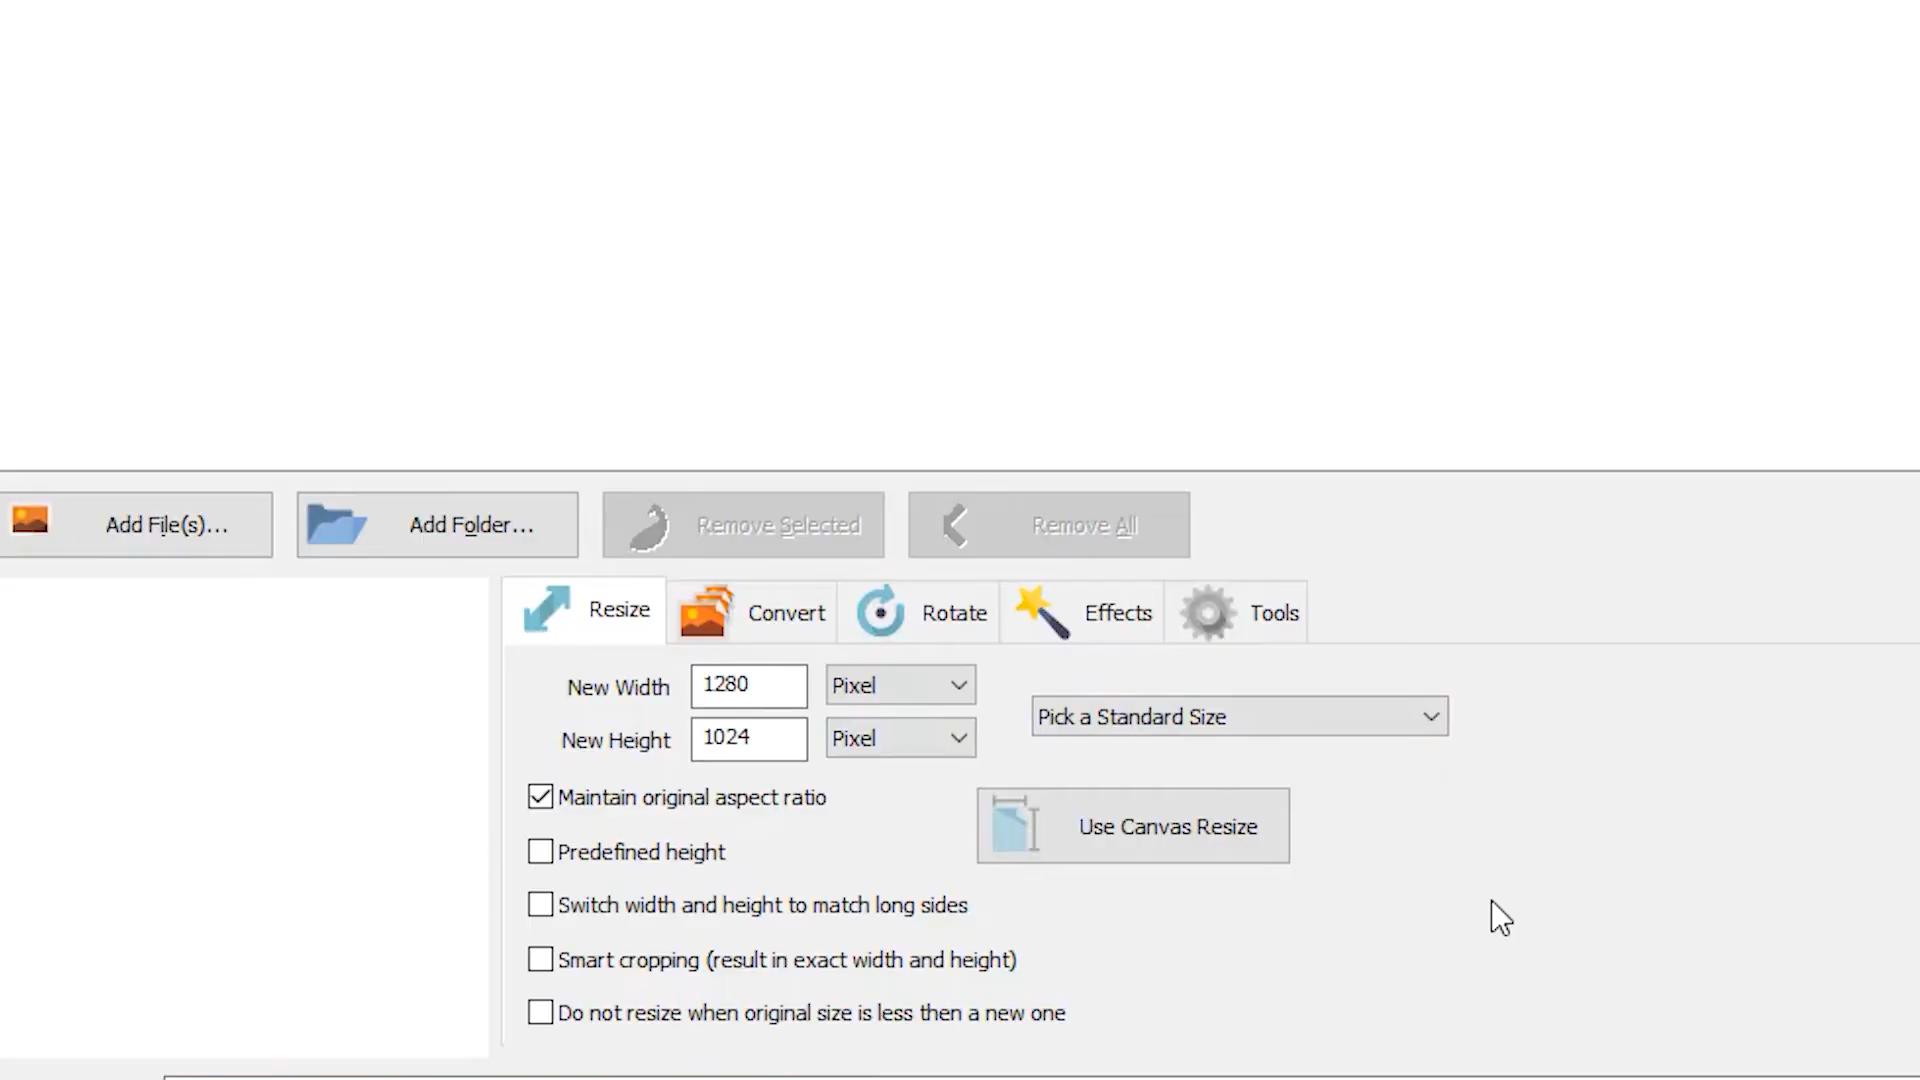 Add File(s)...
Add Folder...
Remove Selected
Remove All
Resize
Convert
Rotate
Effects
Tools
New Width
1280
Pixel
New Height
1024
Pixel
Pick a Standard Size
Maintain original aspect ratio
Use Canvas Resize
Predefined height
Switch width and height to match long sides
Smart cropping (result in exact width and height)
Do not resize when original size is less then a new one